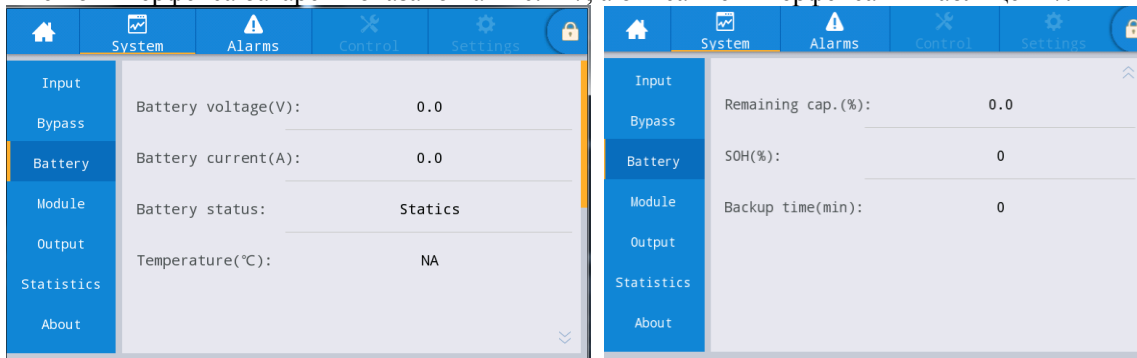 System Alarms Control Settings
Input
Bypass
Battery
Module
Output
Statistics
About
Battery voltage(V): 0.0
Battery current(A): 0.0
Battery status: Statics
Temperature(℃): NA
System Alarms Control Settings
Input
Bypass
Battery
Module
Output
Statistics
About
Remaining cap.(%): 0.0
SOH(%): 0
Backup time(min): 0